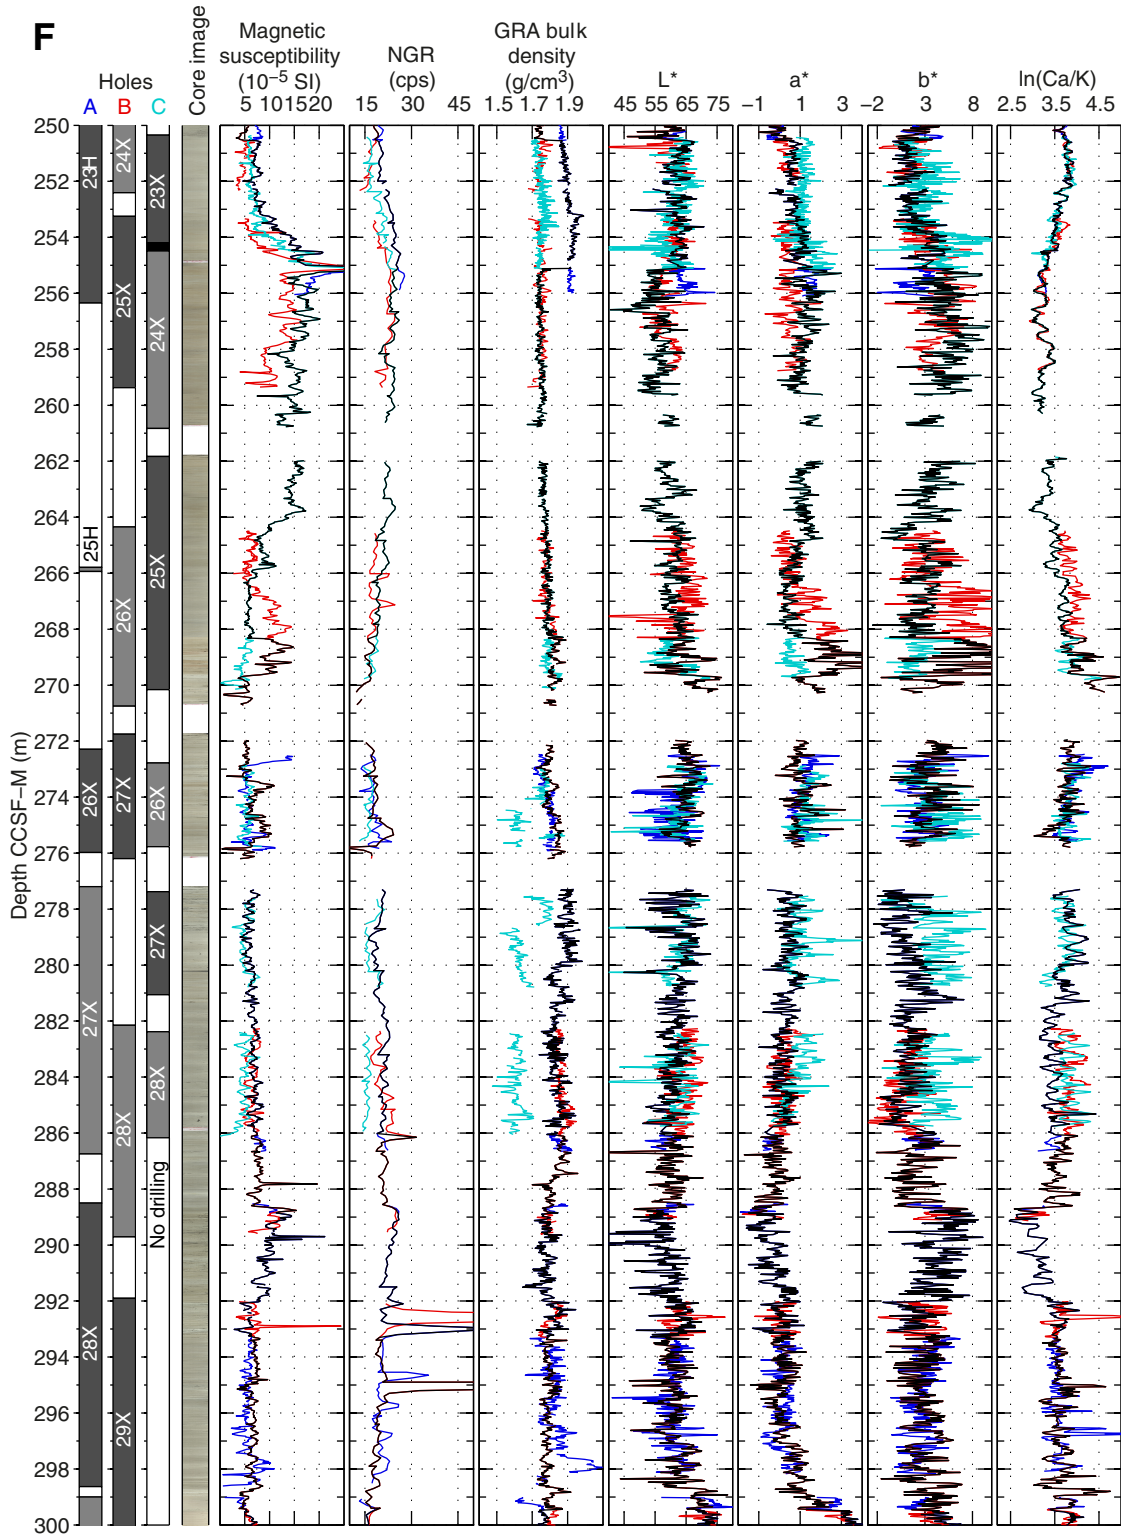 F
Holes
A B C
Core image
Magnetic
susceptibility
(10⁻⁵ SI)
5 10 15 20
NGR
(cps)
15 30 45
GRA bulk
density
(g/cm³)
1.5 1.7 1.9
L*
45 55 65 75
a*
−1 1 3
b*
−2 3 8
ln(Ca/K)
2.5 3.5 4.5
Depth CCSF–M (m)
250
252
254
256
258
260
262
264
266
268
270
272
274
276
278
280
282
284
286
288
290
292
294
296
298
300
23H
25H
26X
27X
28X
24X
25X
26X
27X
28X
29X
23X
24X
25X
26X
27X
28X
No drilling